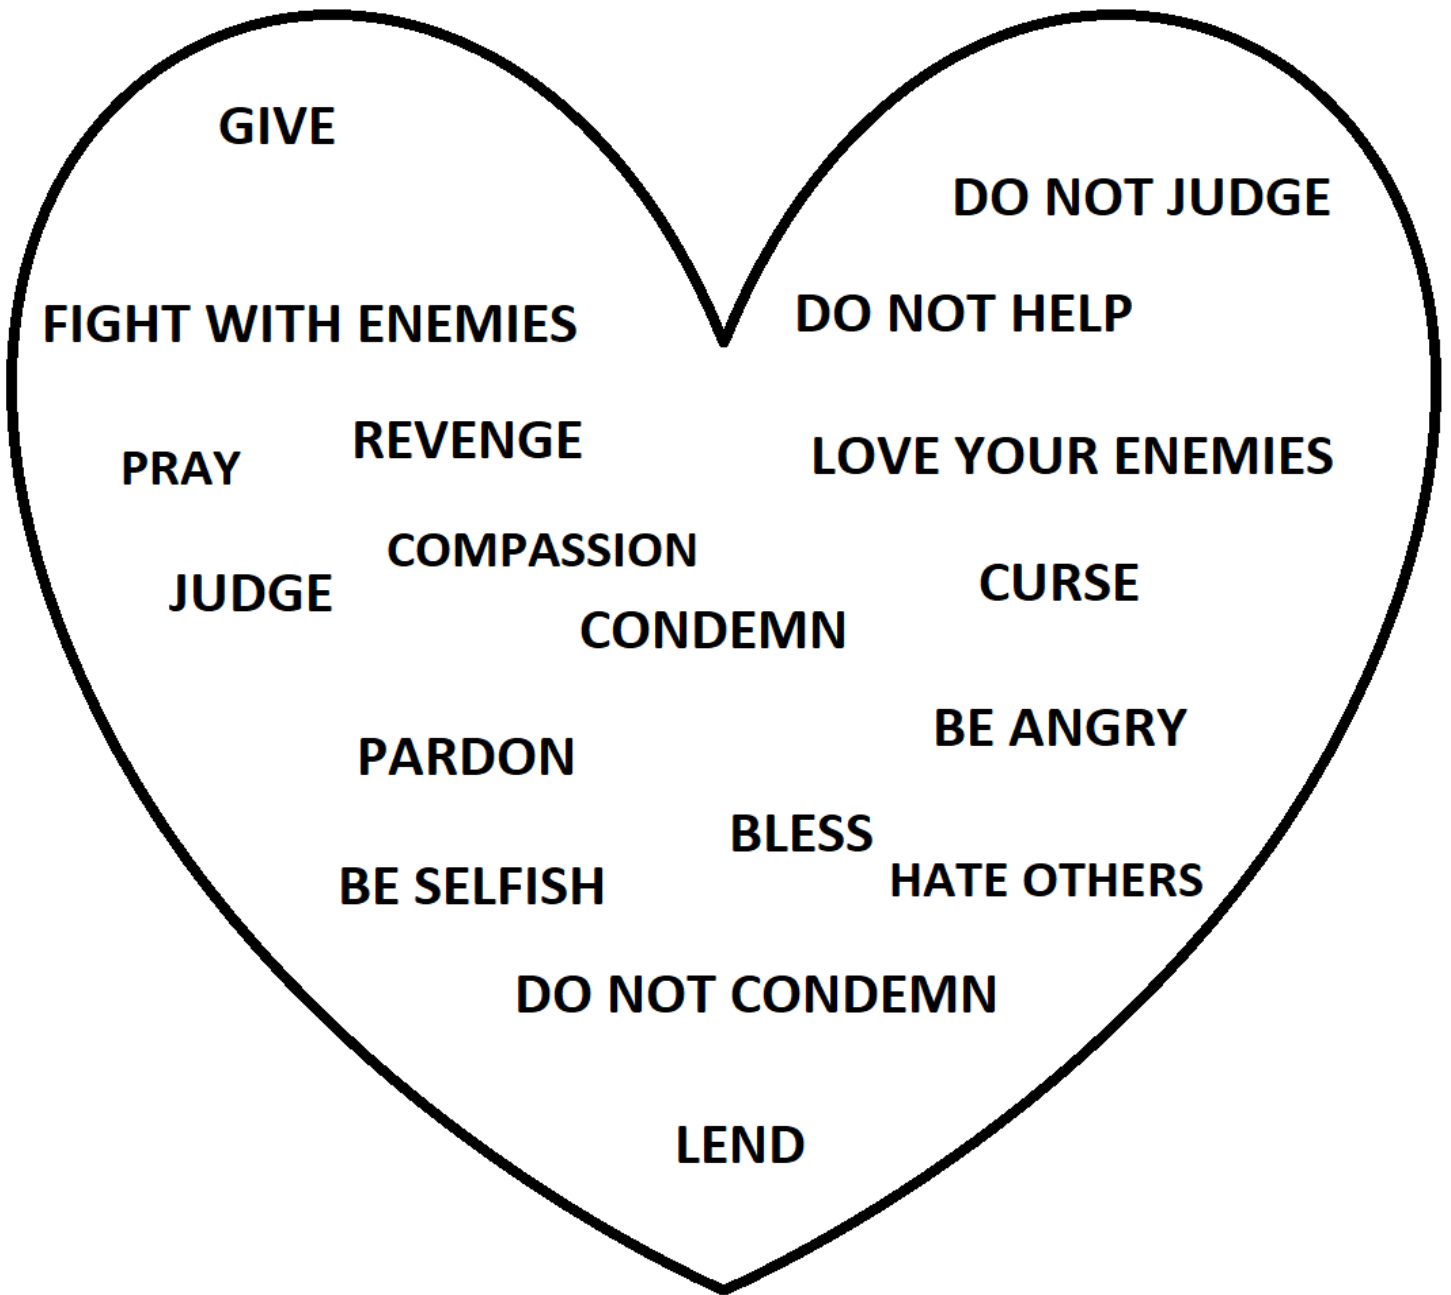 GIVE
DO NOT JUDGE
FIGHT WITH ENEMIES
DO NOT HELP
REVENGE
PRAY
LOVE YOUR ENEMIES
COMPASSION
JUDGE
CURSE
CONDEMN
BE ANGRY
PARDON
BLESS
BE SELFISH
HATE OTHERS
DO NOT CONDEMN
LEND